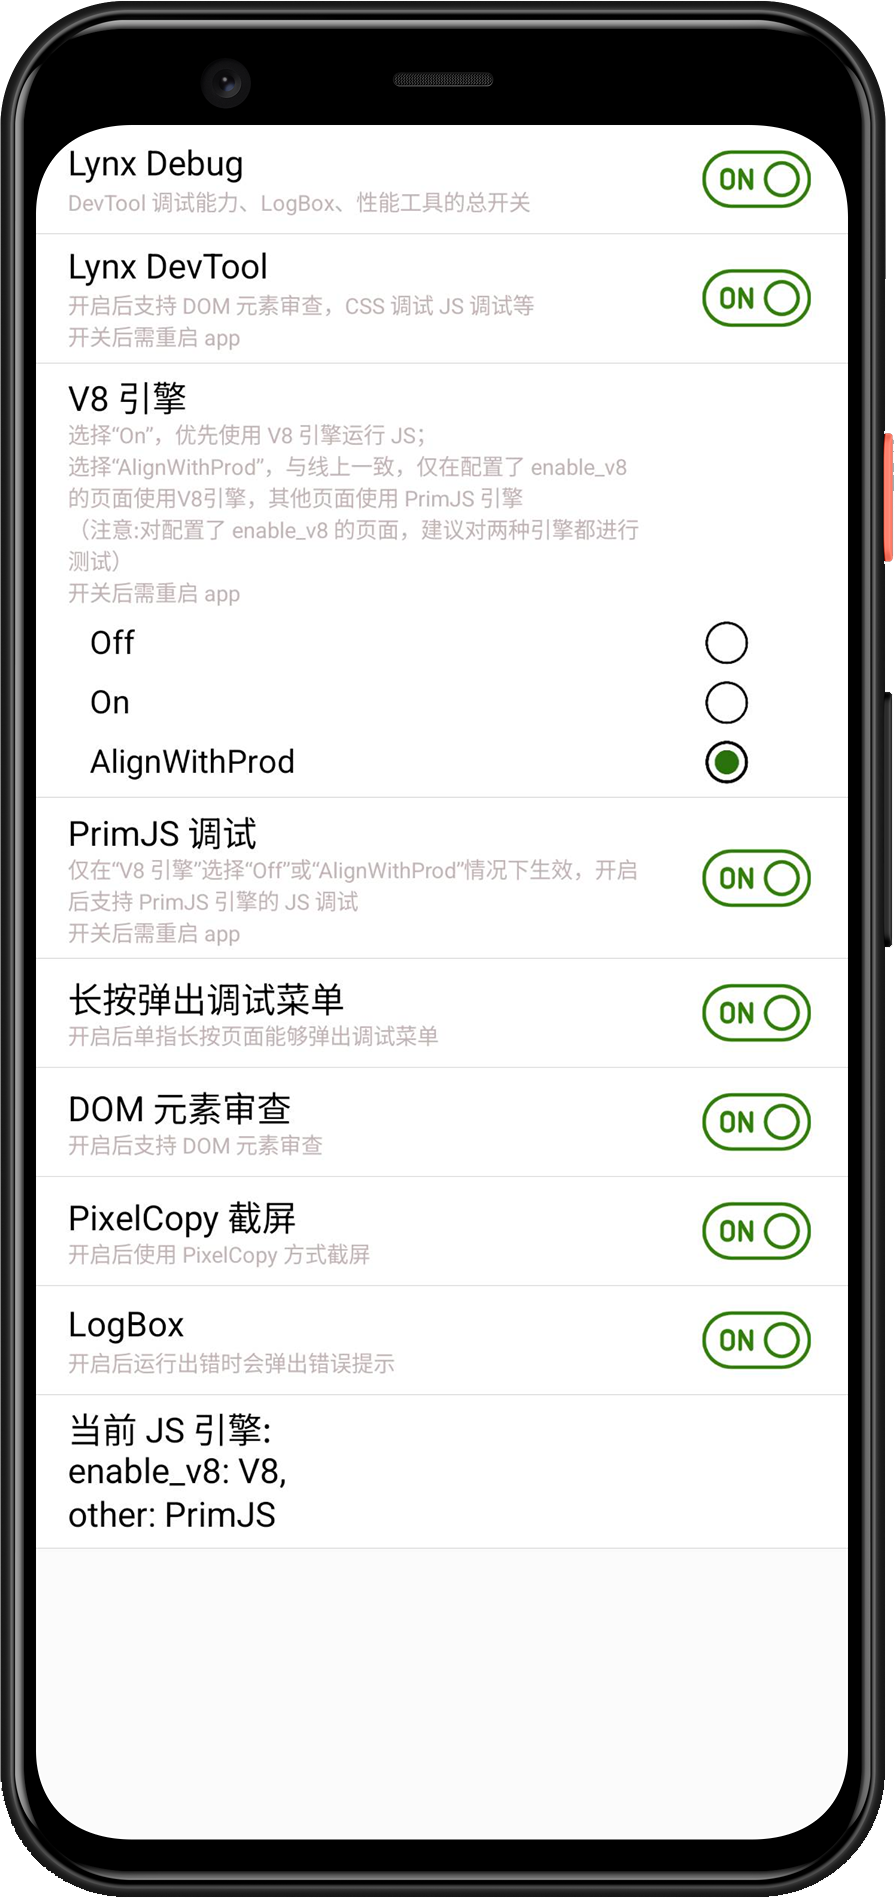 Lynx Debug
ON
DevTool 调试能力、LogBox、性能工具的总开关
Lynx DevTool
ON
开启后支持 DOM 元素审查，CSS 调试 JS 调试等
开关后需重启 app
V8 引擎
选择“On”，优先使用 V8 引擎运行 JS；
选择“AlignWithProd”，与线上一致，仅在配置了 enable_v8
的页面使用V8引擎，其他页面使用 PrimJS 引擎
（注意:对配置了 enable_v8 的页面，建议对两种引擎都进行
测试）
开关后需重启 app
Off
On
AlignWithProd
PrimJS 调试
仅在“V8 引擎”选择“Off”或“AlignWithProd”情况下生效，开启
ON
后支持 PrimJS 引擎的 JS 调试
开关后需重启 app
长按弹出调试菜单
ON
开启后单指长按页面能够弹出调试菜单
DOM 元素审查
ON
开启后支持 DOM 元素审查
PixelCopy 截屏
ON
开启后使用 PixelCopy 方式截屏
LogBox
ON
开启后运行出错时会弹出错误提示
当前 JS 引擎:
enable_v8: V8,
other: PrimJS